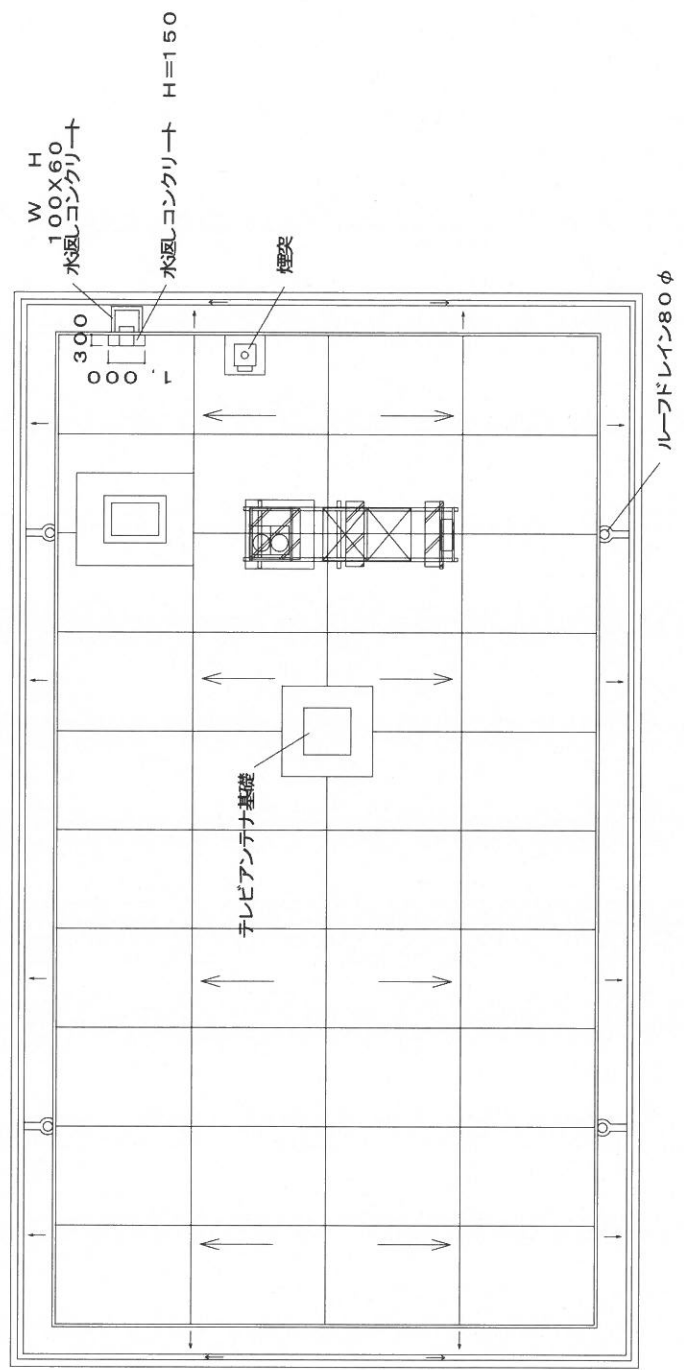 W H
100X60
水返しコンクリート
水返しコンクリート H=150
300
1,000
煙突
テレビアンテナ基礎
ルーフドレイン80φ